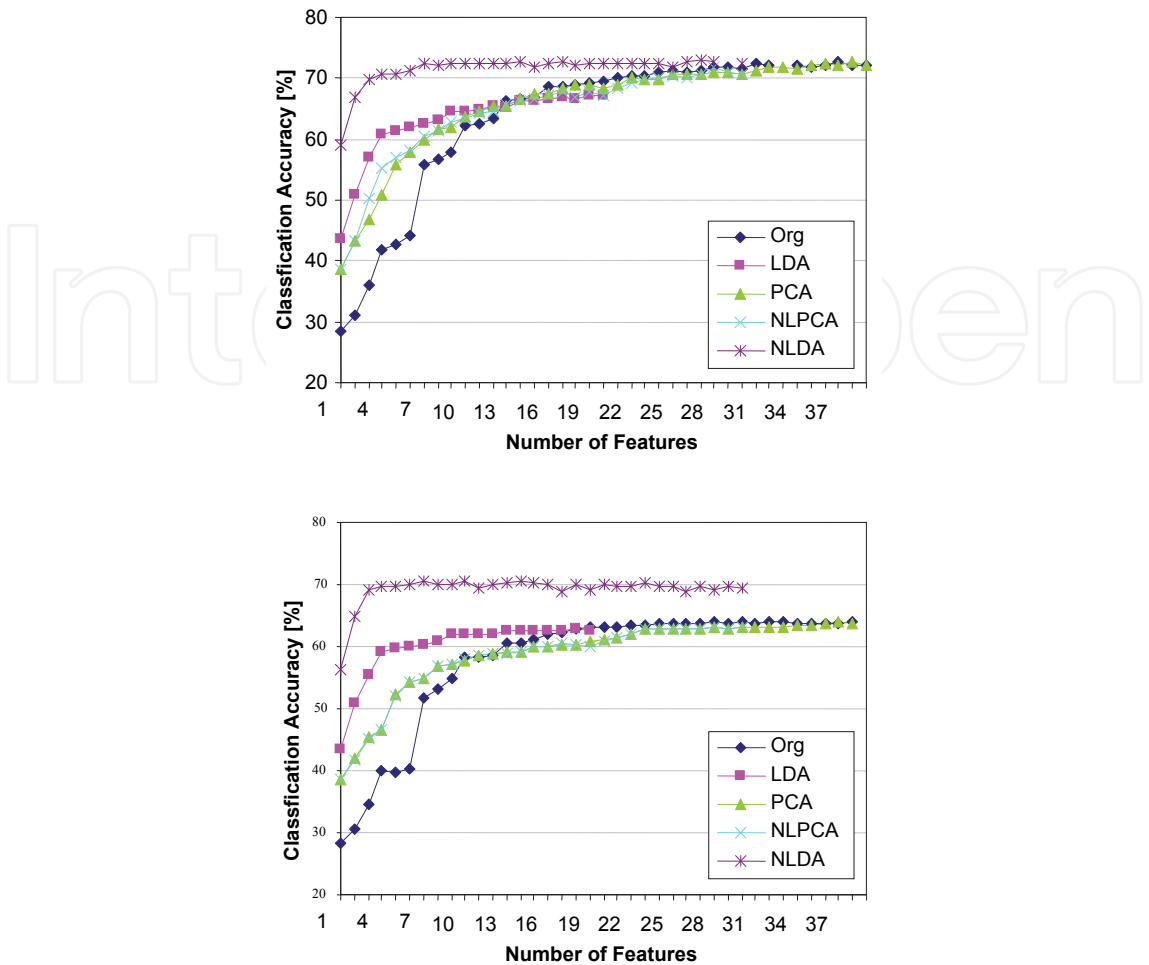 80
70
60
50
40
30
20
Classfication Accuracy [%]
Org
LDA
PCA
NLPCA
NLDA
1 4 7 10 13 16 19 22 25 28 31 34 37
Number of Features
80
70
60
50
40
30
20
Classfication Accuracy [%]
Org
LDA
PCA
NLPCA
NLDA
1 4 7 10 13 16 19 22 25 28 31 34 37
Number of Features